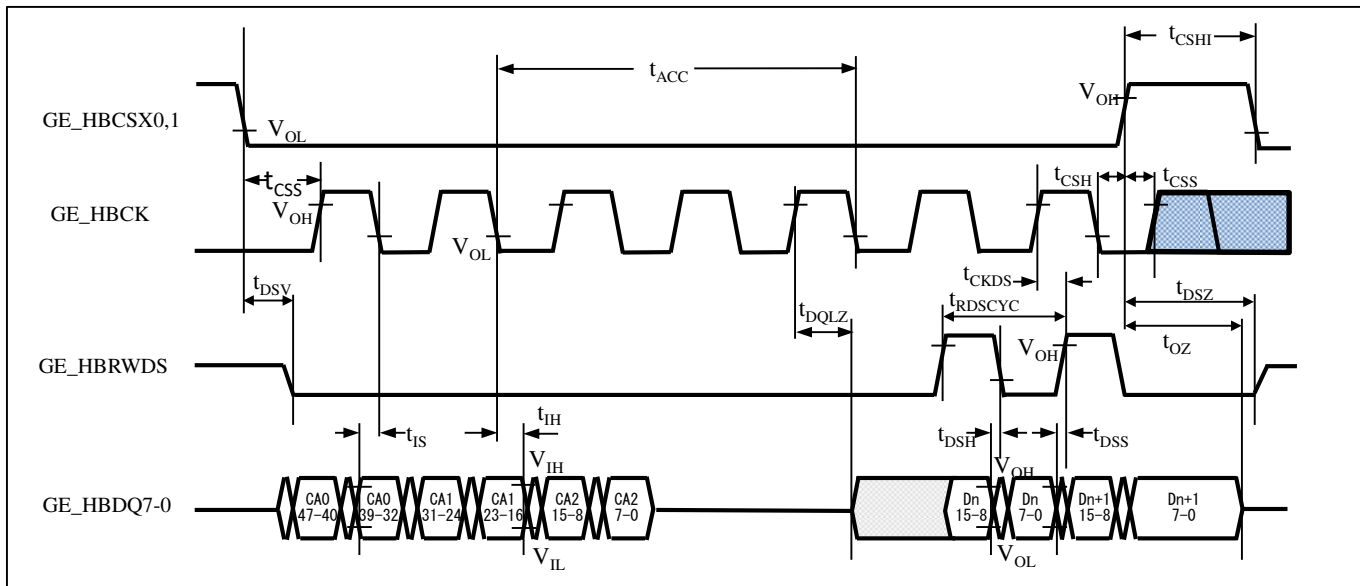 tCSHI
tACC
VOH
GE_HBCSX0,1
VOL
tCSS
tCSH
tCSS
VOH
GE_HBCK
VOL
tCKDS
tDSV
tDSZ
tDQLZ
tRDSCYC
tOZ
VOH
GE_HBRWDS
tIH
tIS
tDSH
tDSS
VIH
VOH
GE_HBDQ7-0
CA0 47-40
CA0 39-32
CA1 31-24
CA1 23-16
CA2 15-8
CA2 7-0
Dn 15-8
Dn 7-0
Dn+1 15-8
Dn+1 7-0
VIL
VOL